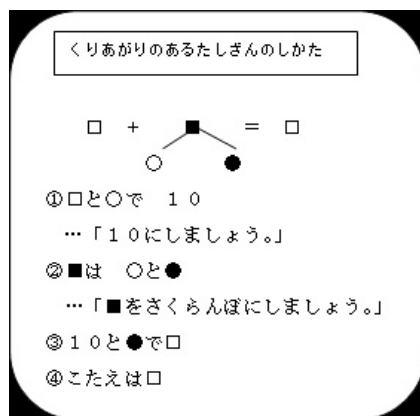 くりあがりのあるたしざんのしかた
□ + ■ = □
○ ●
①□と○で 10
…「10にしましょう。」
②■は ○と●
…「■をさくらんぼにしましょう。」
③10と●で□
④こたえは□